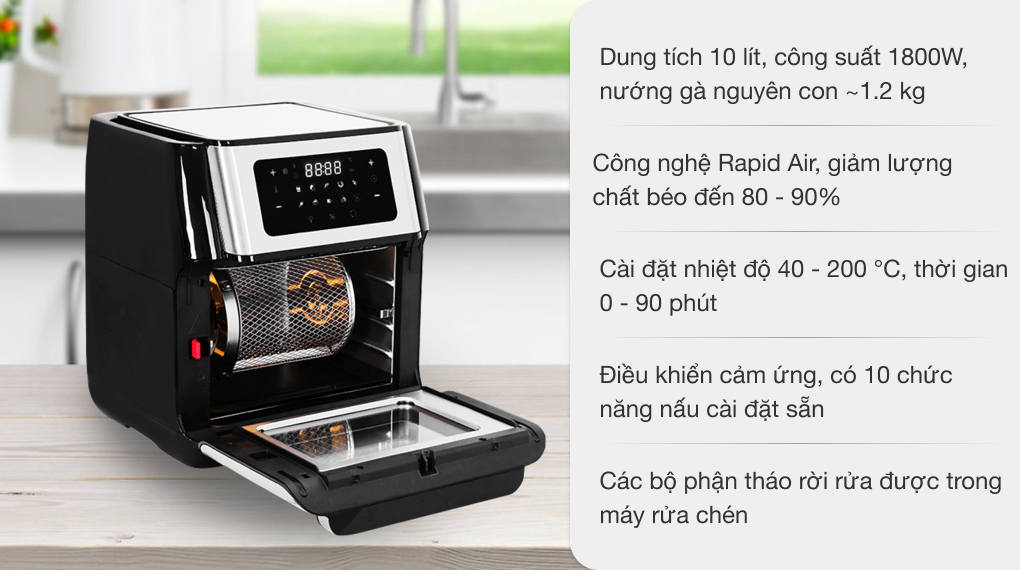 88:88
Dung tích 10 lít, công suất 1800W,
nướng gà nguyên con ~1.2 kg
Công nghệ Rapid Air, giảm lượng
chất béo đến 80 - 90%
Cài đặt nhiệt độ 40 - 200 °C, thời gian
0 - 90 phút
Điều khiển cảm ứng, có 10 chức
năng nấu cài đặt sẵn
Các bộ phận tháo rời rửa được trong
máy rửa chén